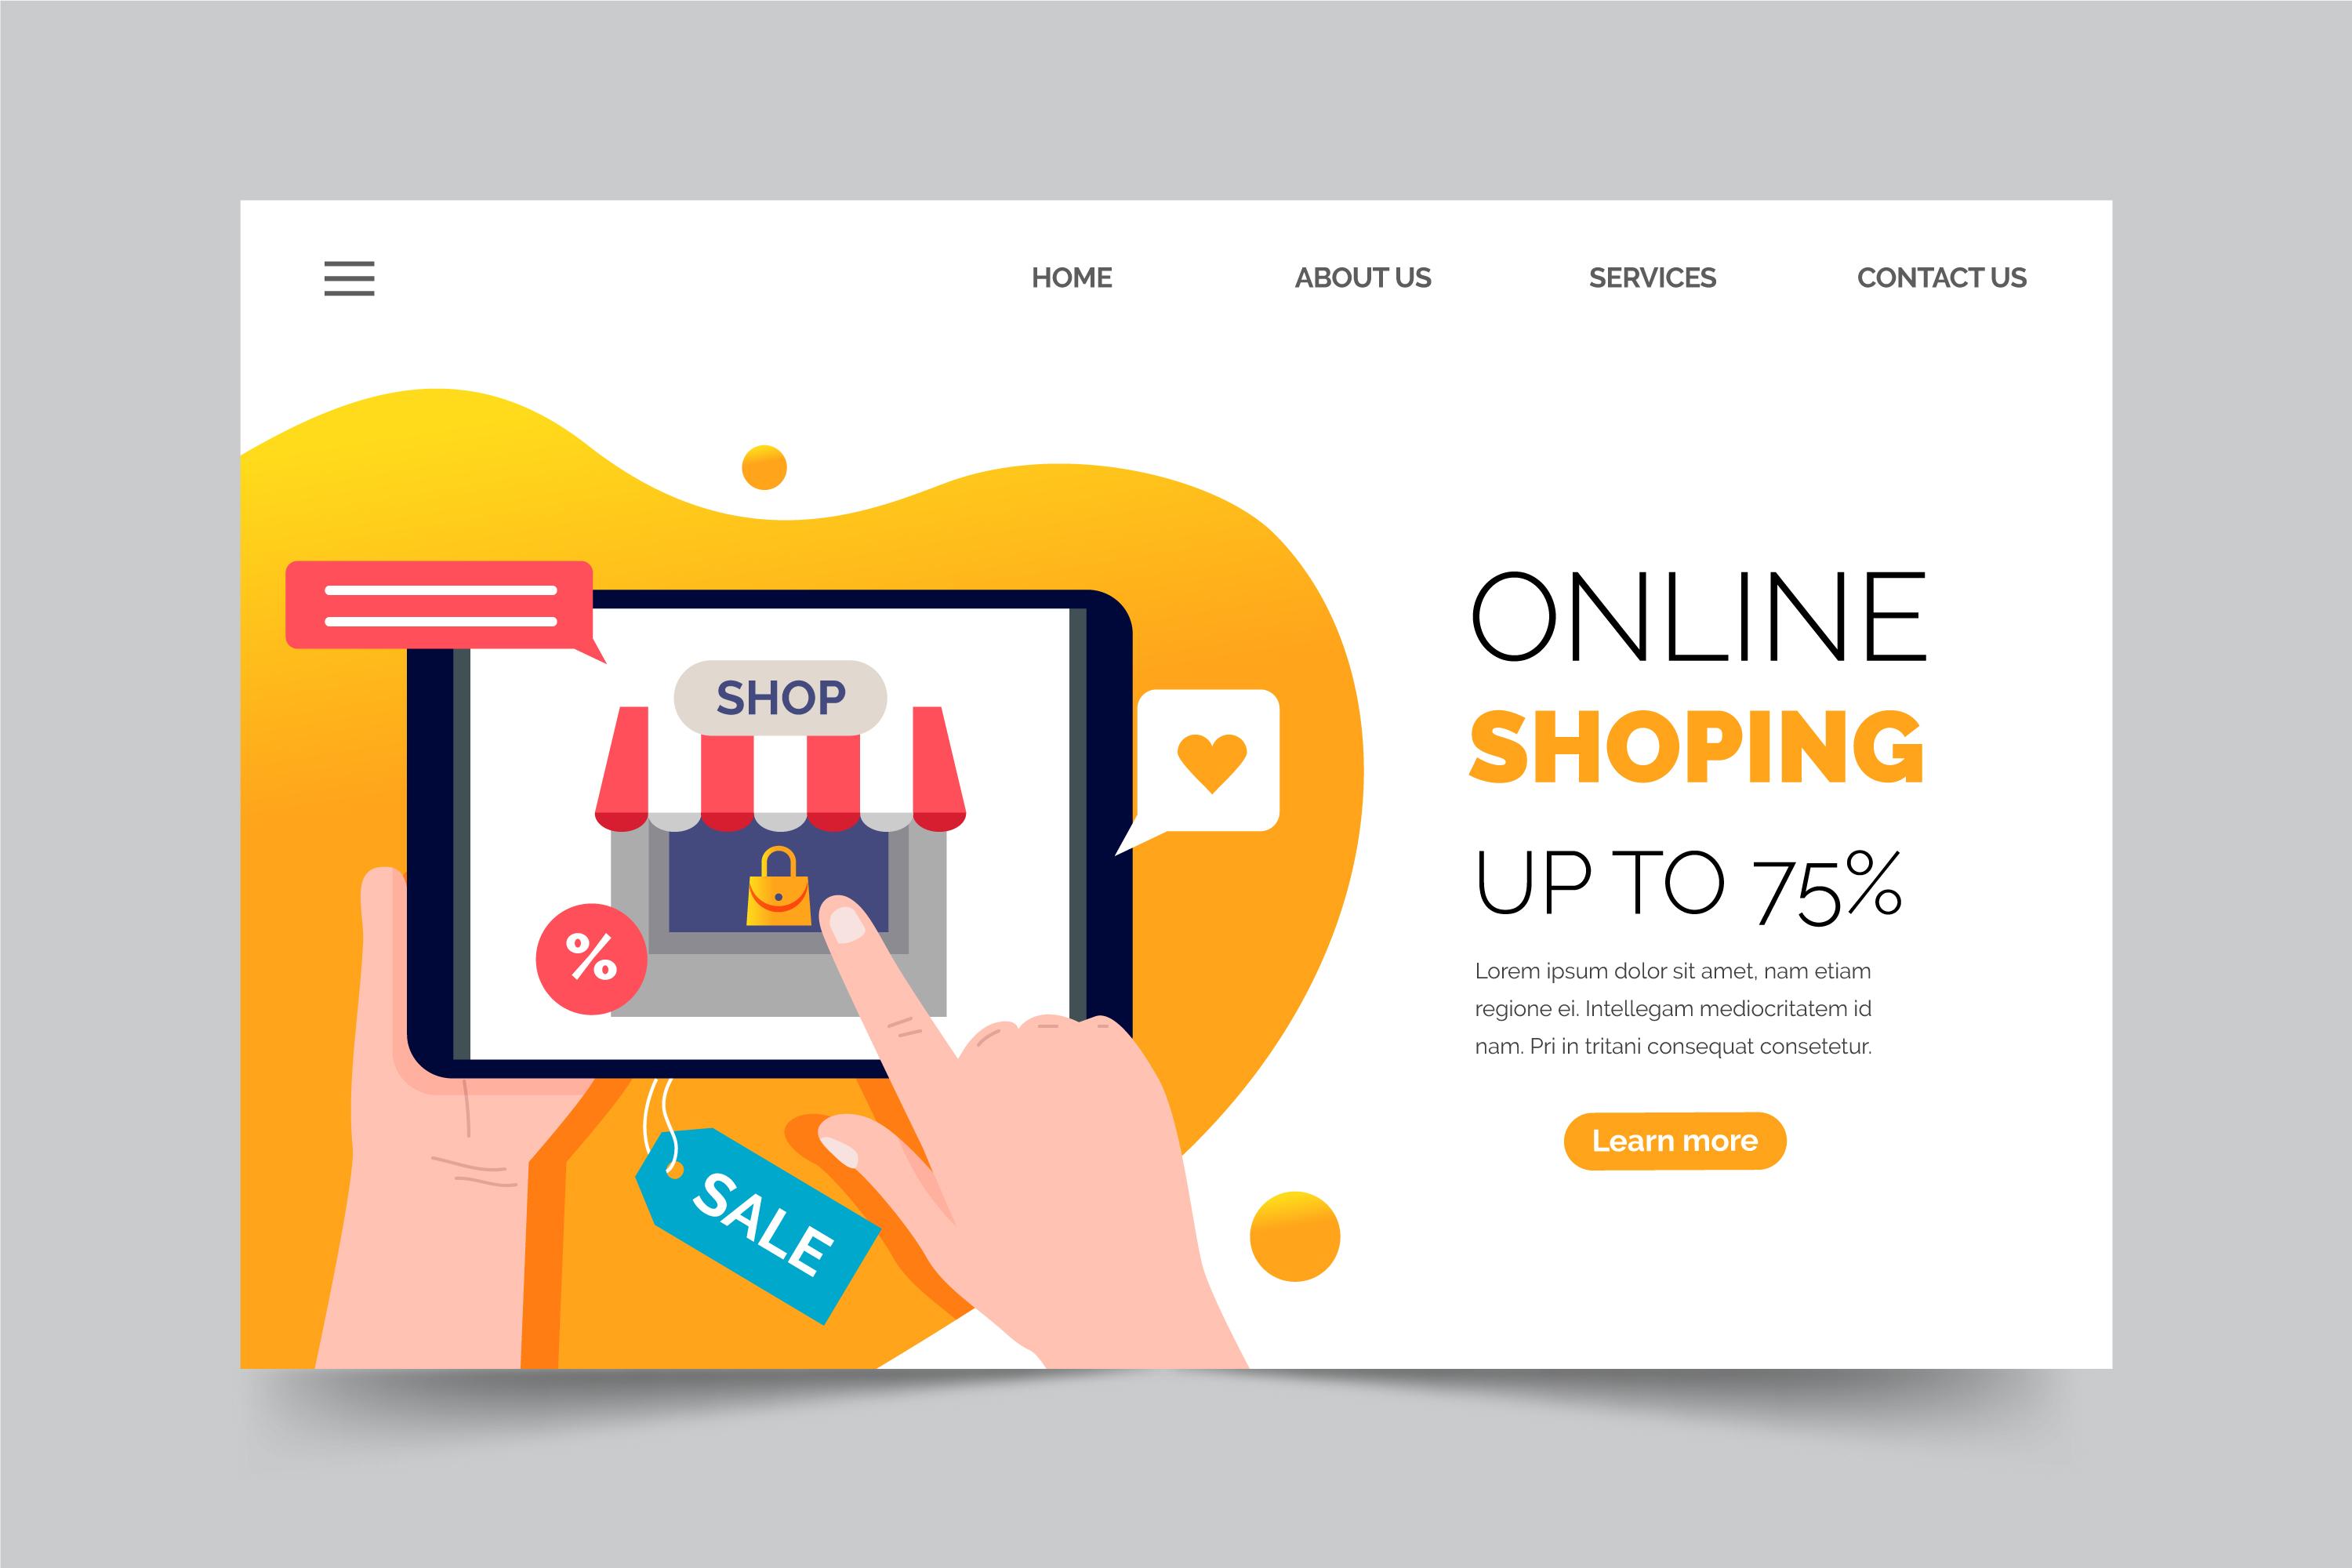 HOME
ABOUT US
SERVICES
CONTACT US
SHOP
%
SALE
ONLINE
SHOPING
UP TO 75%
Lorem ipsum dolor sit amet, nam etiam
regione ei. Intellegam mediocritatem id
nam. Pri in tritani consequat consetetur.
Learn more